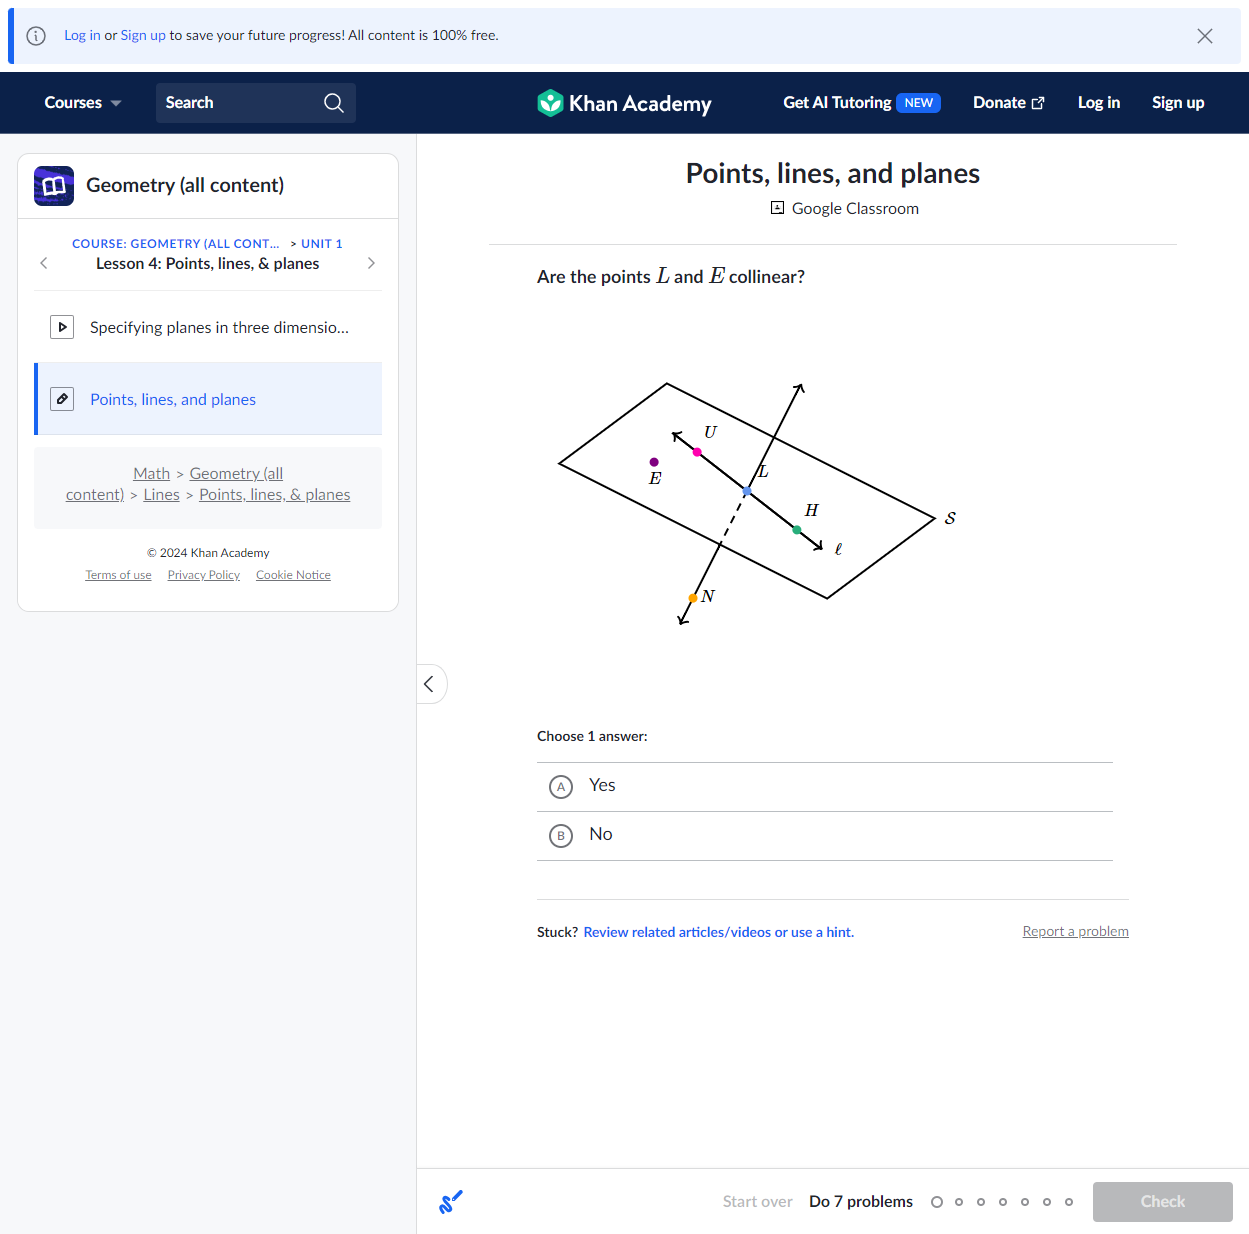 Log in or Sign up to save your future progress! All content is 100% free.
Courses
Search
Khan Academy
Get AI Tutoring NEW
Donate
Log in
Sign up
Geometry (all content)
COURSE: GEOMETRY (ALL CONT... > UNIT 1
Lesson 4: Points, lines, & planes
Specifying planes in three dimensio...
Points, lines, and planes
Math > Geometry (all
content) > Lines > Points, lines, & planes
© 2024 Khan Academy
Terms of use Privacy Policy Cookie Notice
Points, lines, and planes
Google Classroom
Are the points L and E collinear?
U
L
E
H
S
ℓ
N
Choose 1 answer:
A Yes
B No
Stuck? Review related articles/videos or use a hint.
Report a problem
Start over Do 7 problems
Check